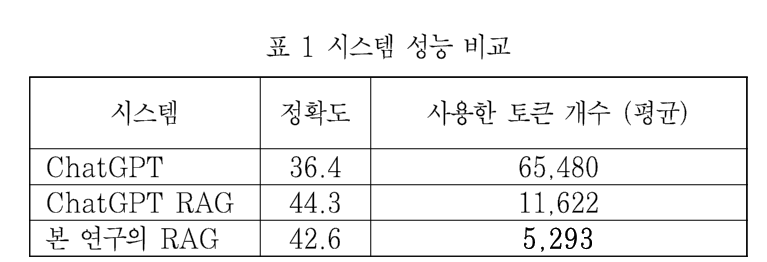 표 1 시스템 성능 비교
시스템 정확도 사용한 토큰 개수 (평균)
ChatGPT 36.4 65,480
ChatGPT RAG 44.3 11,622
본 연구의 RAG 42.6 5,293